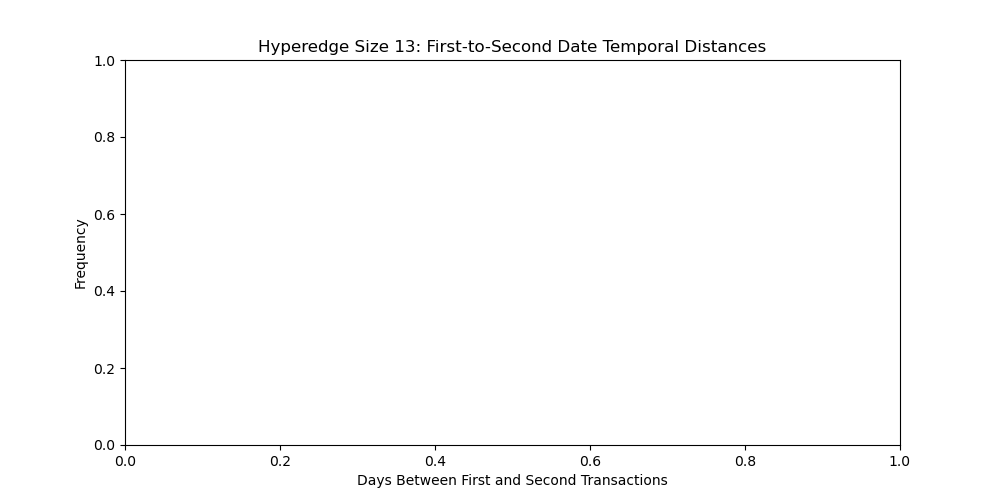 Hyperedge Size 13: First-to-Second Date Temporal Distances
1.0
0.8
0.6
0.4
0.2
0.0
Frequency
0.0 0.2 0.4 0.6 0.8 1.0
Days Between First and Second Transactions